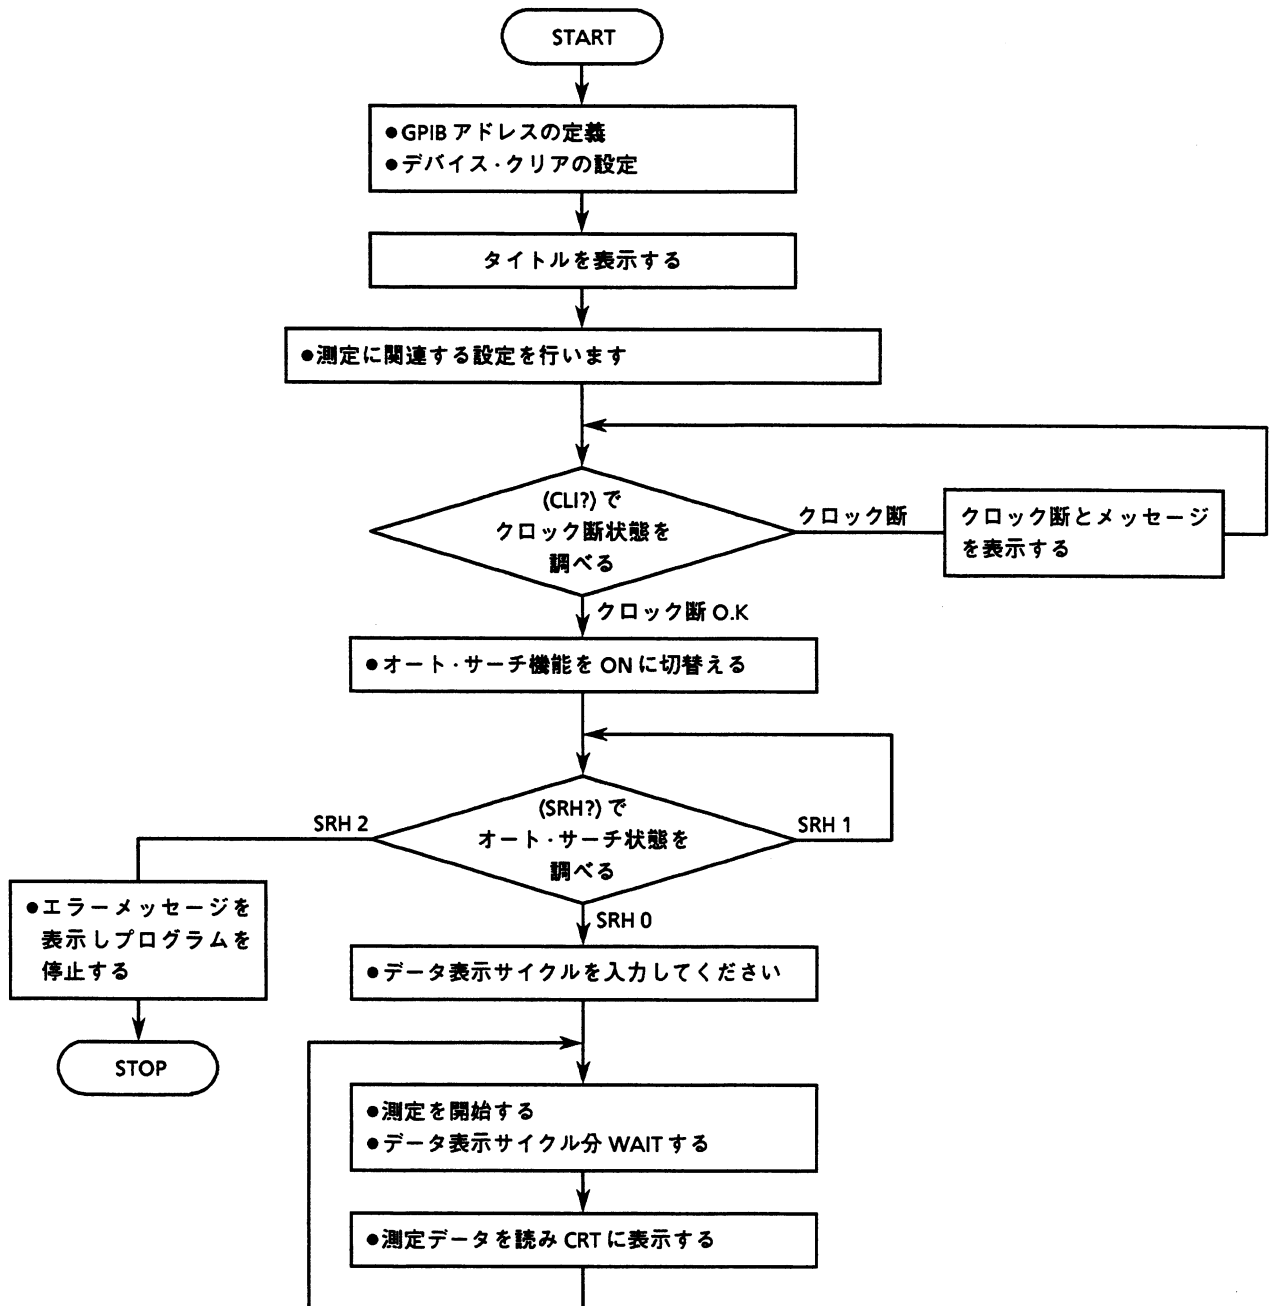 START
●GPIB アドレスの定義
●デバイス・クリアの設定
タイトルを表示する
●測定に関連する設定を行います
(CLI?) で
クロック断状態を
調べる
クロック断
クロック断とメッセージ
を表示する
クロック断 O.K
●オート・サーチ機能を ON に切替える
(SRH?) で
オート・サーチ状態を
調べる
SRH 2
SRH 1
●エラーメッセージを
表示しプログラムを
停止する
STOP
SRH 0
●データ表示サイクルを入力してください
●測定を開始する
●データ表示サイクル分 WAIT する
●測定データを読み CRT に表示する